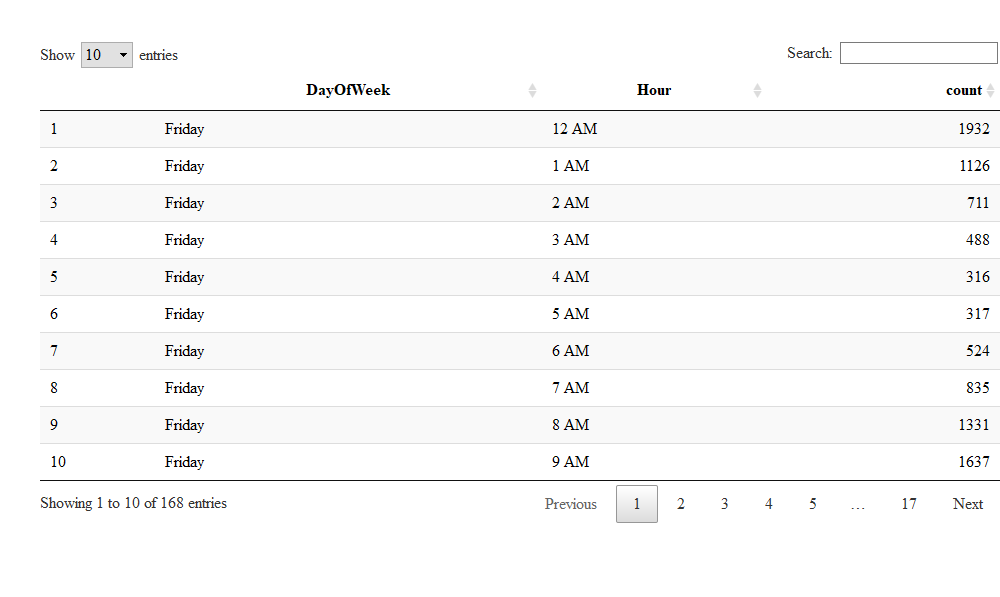 Show 10 entries Search:
DayOfWeek Hour count
1 Friday 12 AM 1932
2 Friday 1 AM 1126
3 Friday 2 AM 711
4 Friday 3 AM 488
5 Friday 4 AM 316
6 Friday 5 AM 317
7 Friday 6 AM 524
8 Friday 7 AM 835
9 Friday 8 AM 1331
10 Friday 9 AM 1637
Showing 1 to 10 of 168 entries Previous 1 2 3 4 5 … 17 Next